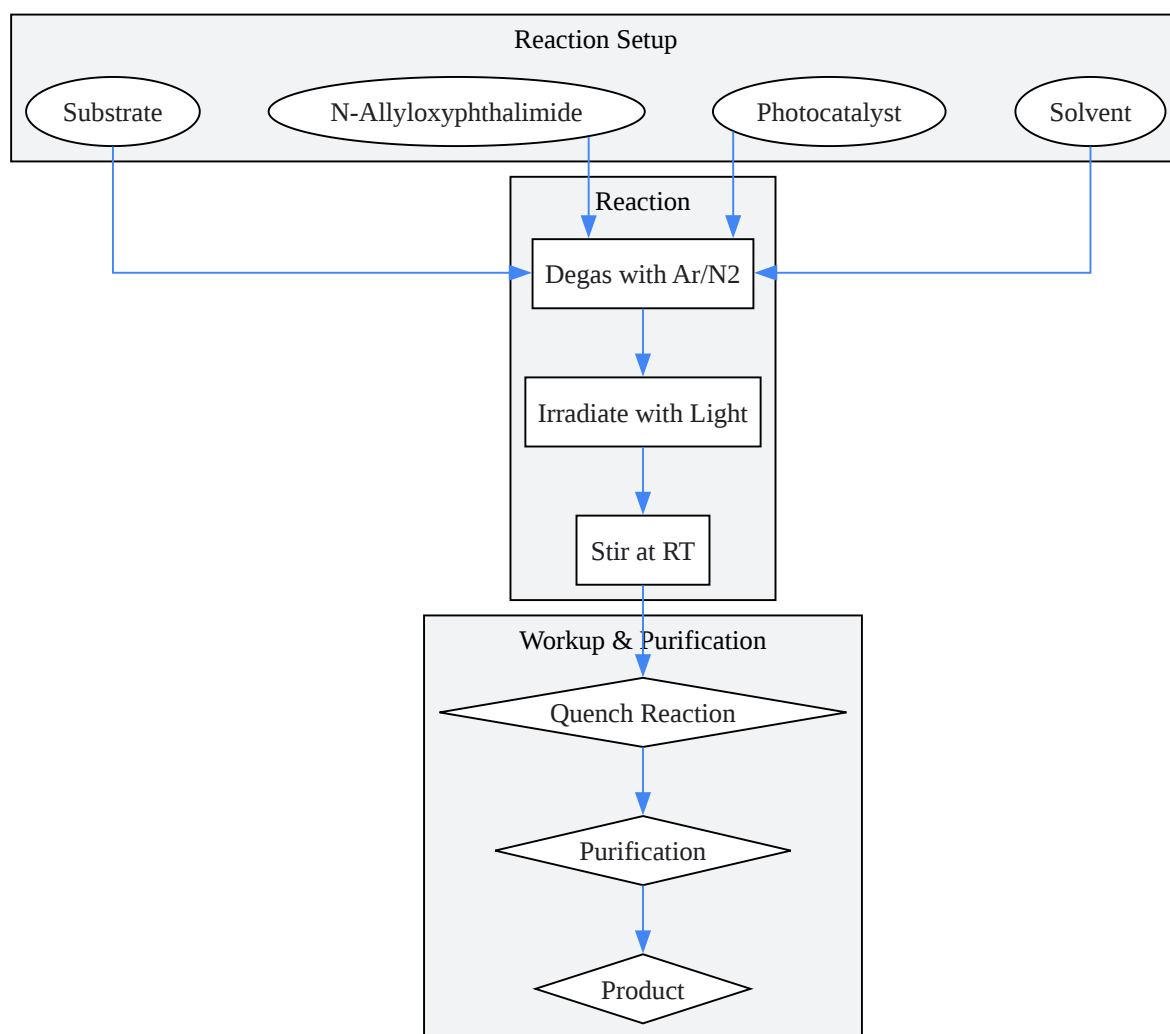 Reaction Setup
Substrate
N-Allyloxyphthalimide
Photocatalyst
Solvent
Reaction
Degas with Ar/N2
Irradiate with Light
Stir at RT
Workup & Purification
Quench Reaction
Purification
Product